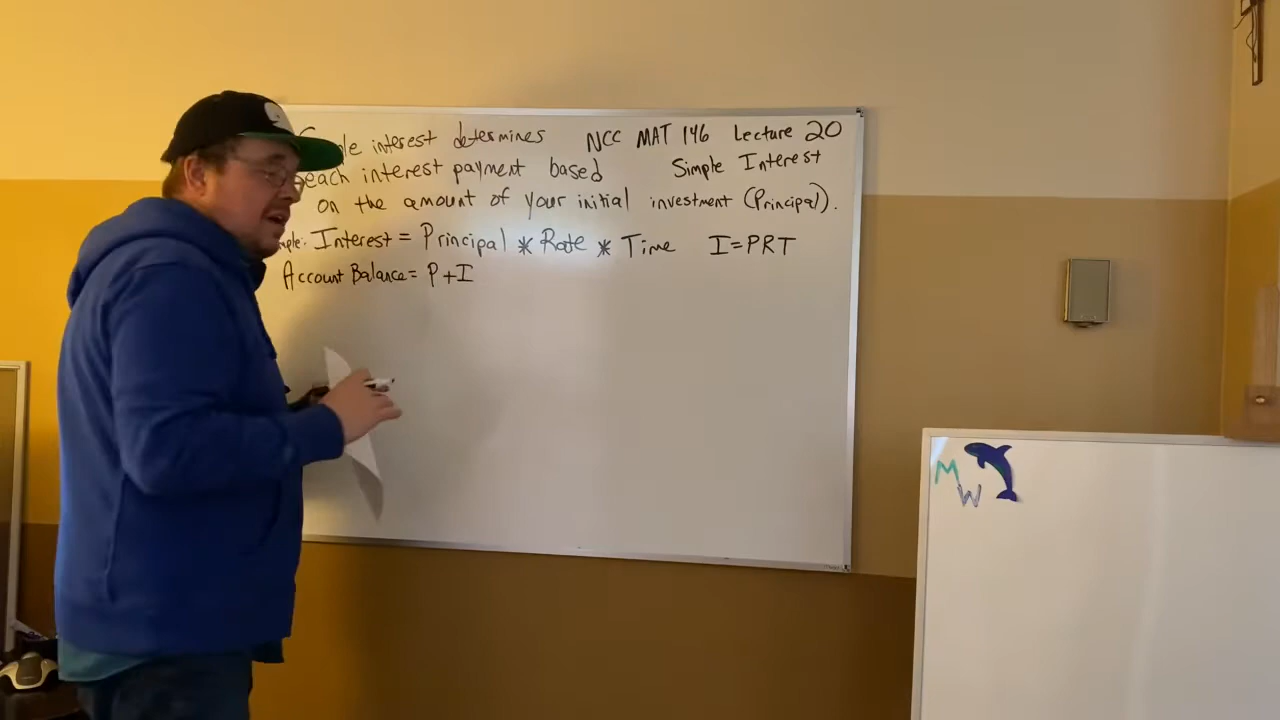 interest determines
each interest payment based
on the amount of your initial investment (Principal).
Interest = Principal * Rate * Time I=PRT
Account Balance= P+I
NCC MAT 146 Lecture 20
Simple Interest
M
W